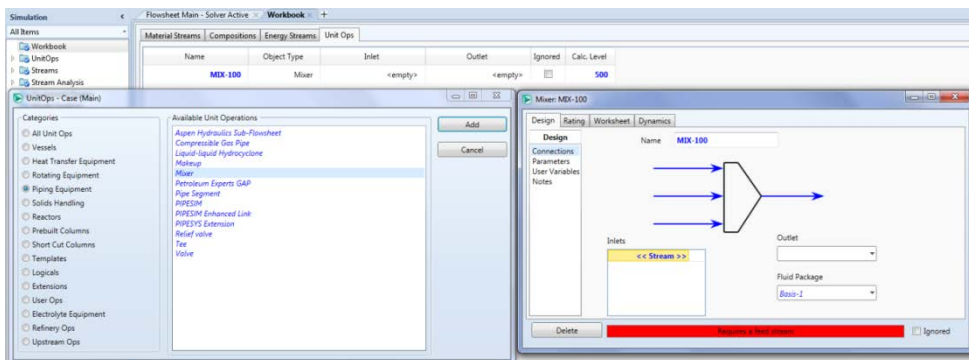 Simulation <
All Items
Workbook
UnitOps
Streams
Stream Analysis
Flowsheet Main - Solver Active × Workbook × +
Material Streams Compositions Energy Streams Unit Ops
Name Object Type Inlet Outlet Ignored Calc. Level
MIX-100 Mixer <empty> <empty> 500
UnitOps - Case (Main)
Categories
All Unit Ops
Vessels
Heat Transfer Equipment
Rotating Equipment
Piping Equipment
Solids Handling
Reactors
Prebuilt Columns
Short Cut Columns
Templates
Logicals
Extensions
User Ops
Electrolyte Equipment
Refinery Ops
Upstream Ops
Available Unit Operations
Aspen Hydraulics Sub-Flowsheet
Compressible Gas Pipe
Liquid-liquid Hydrocyclone
Makeup
Mixer
Petroleum Experts GAP
Pipe Segment
PIPESIM
PIPESIM Enhanced Link
PIPESYS Extension
Relief valve
Tee
Valve
Add
Cancel
Mixer: MIX-100
Design Rating Worksheet Dynamics
Design
Connections
Parameters
User Variables
Notes
Name MIX-100
Inlets
<< Stream >>
Outlet
Fluid Package
Basis-1
Delete
Requires a feed stream
Ignored